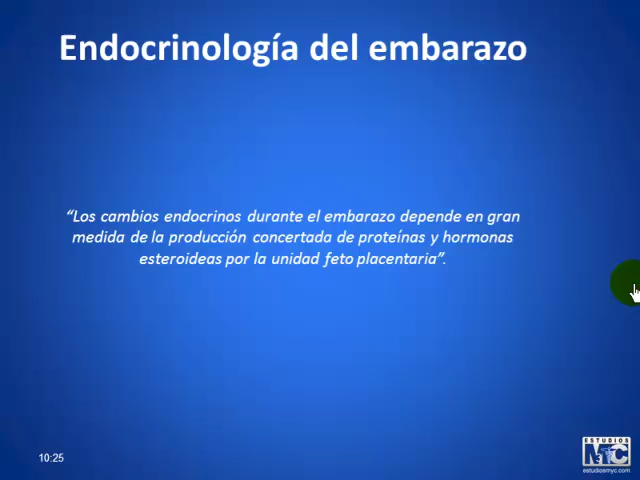 Endocrinología del embarazo
“Los cambios endocrinos durante el embarazo depende en gran
medida de la producción concertada de proteínas y hormonas
esteroideas por la unidad feto placentaria”.
10:25
ESTUDIOS
MYC
estudiosmyc.com